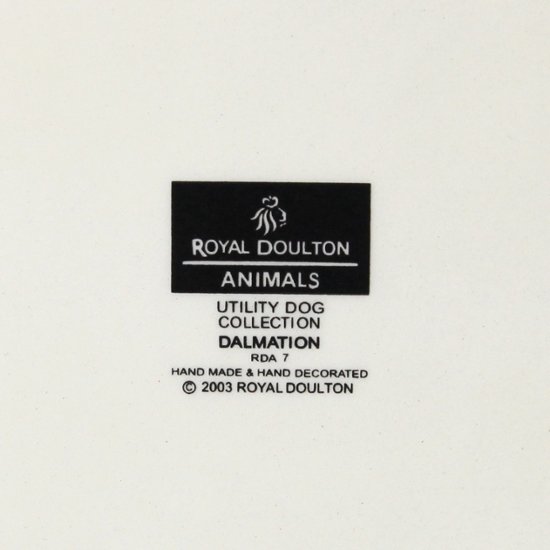 ROYAL DOULTON
ANIMALS
UTILITY DOG
COLLECTION
DALMATION
RDA 7
HAND MADE & HAND DECORATED
© 2003 ROYAL DOULTON